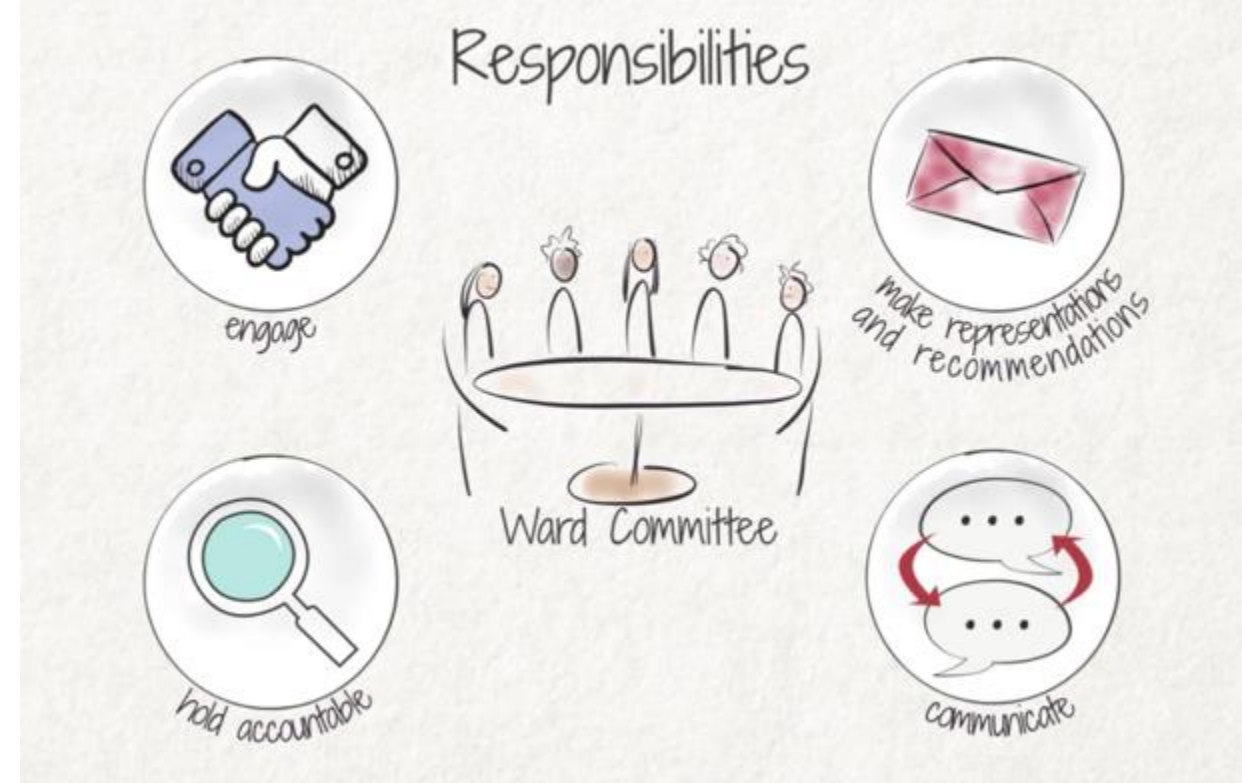 Responsibilities
engage
make representations
and recommendations
Ward Committee
hold accountable
communicate